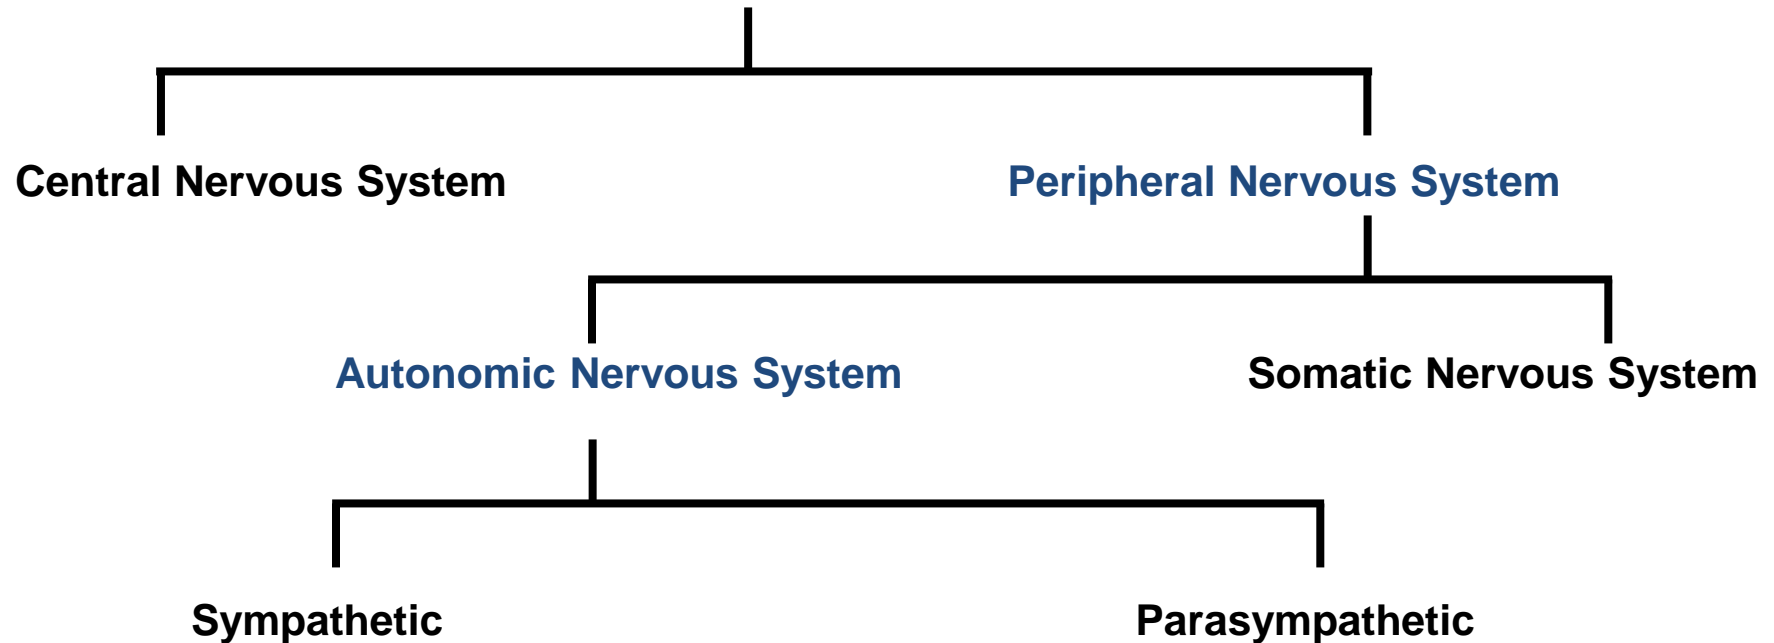 Central Nervous System
Peripheral Nervous System
Autonomic Nervous System
Somatic Nervous System
Sympathetic
Parasympathetic